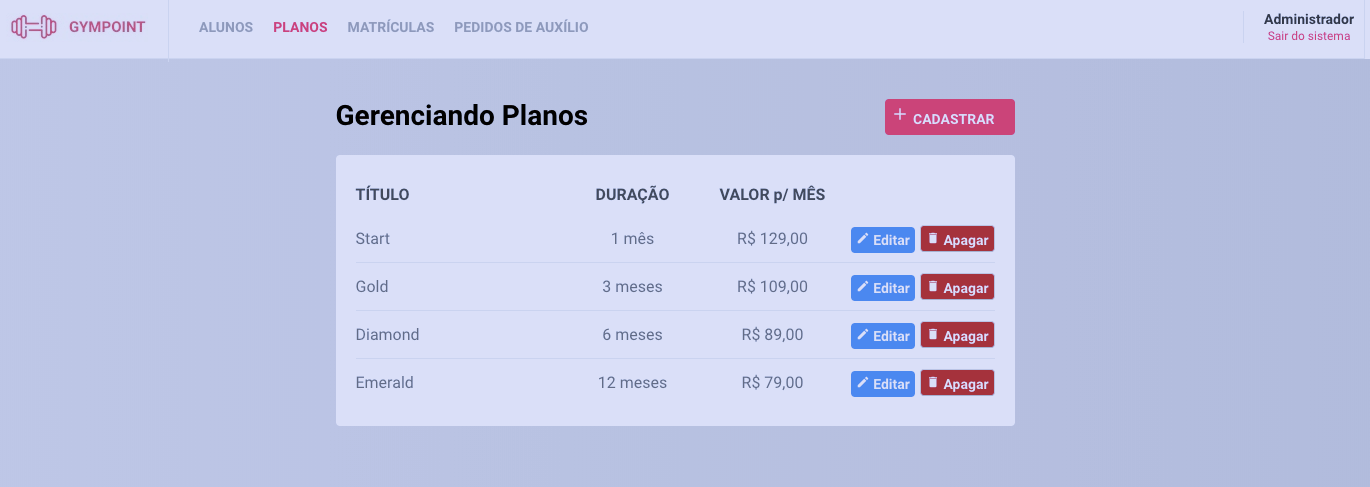 GYMPOINT ALUNOS PLANOS MATRÍCULAS PEDIDOS DE AUXÍLIO Administrador
Sair do sistema
Gerenciando Planos CADASTRAR
TÍTULO DURAÇÃO VALOR p/ MÊS
Start 1 mês R$ 129,00 Editar Apagar
Gold 3 meses R$ 109,00 Editar Apagar
Diamond 6 meses R$ 89,00 Editar Apagar
Emerald 12 meses R$ 79,00 Editar Apagar